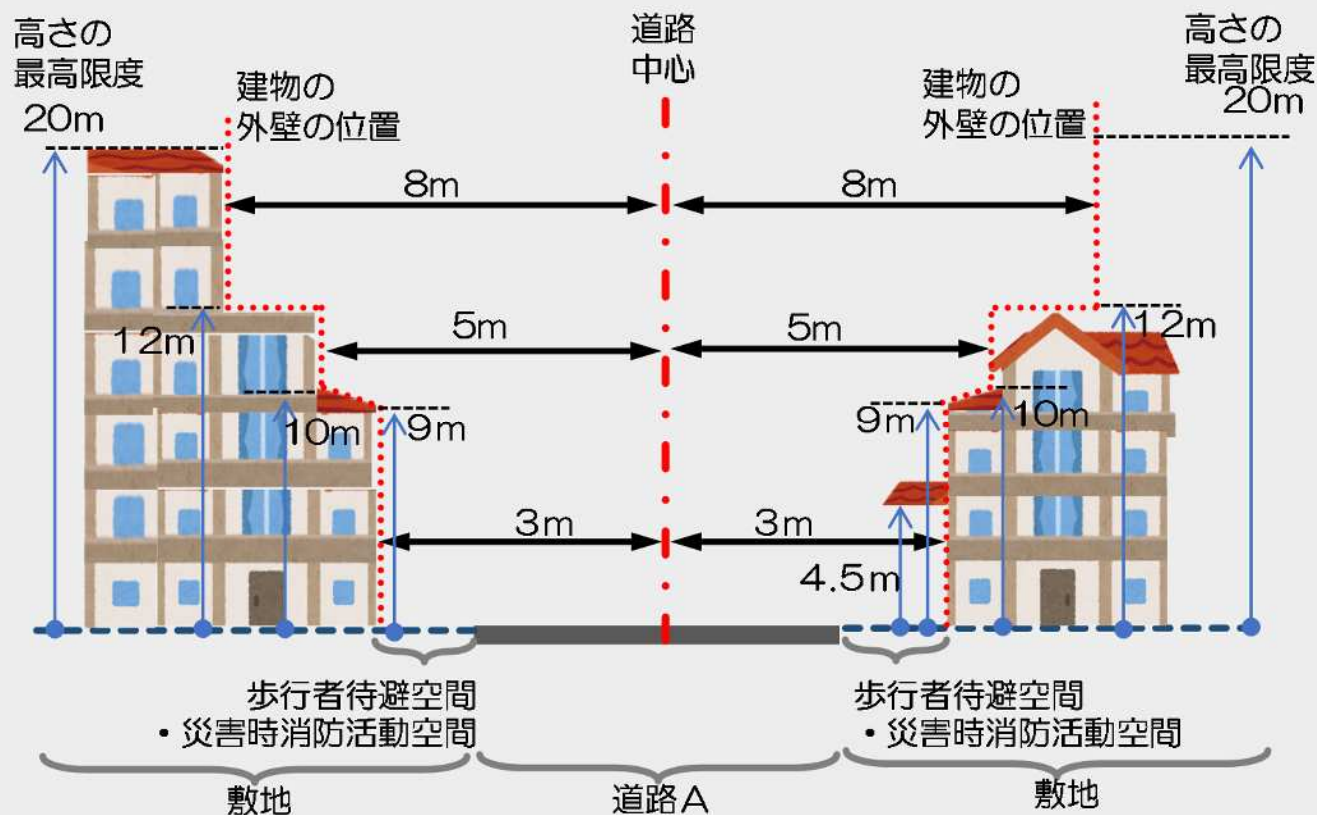 高さの
最高限度
20m
建物の
外壁の位置
道路
中心
建物の
外壁の位置
高さの
最高限度
20m
8m
8m
12m
5m
5m
12m
10m
9m
9m
10m
3m
3m
4.5m
歩行者待避空間
・災害時消防活動空間
歩行者待避空間
・災害時消防活動空間
敷地
道路A
敷地